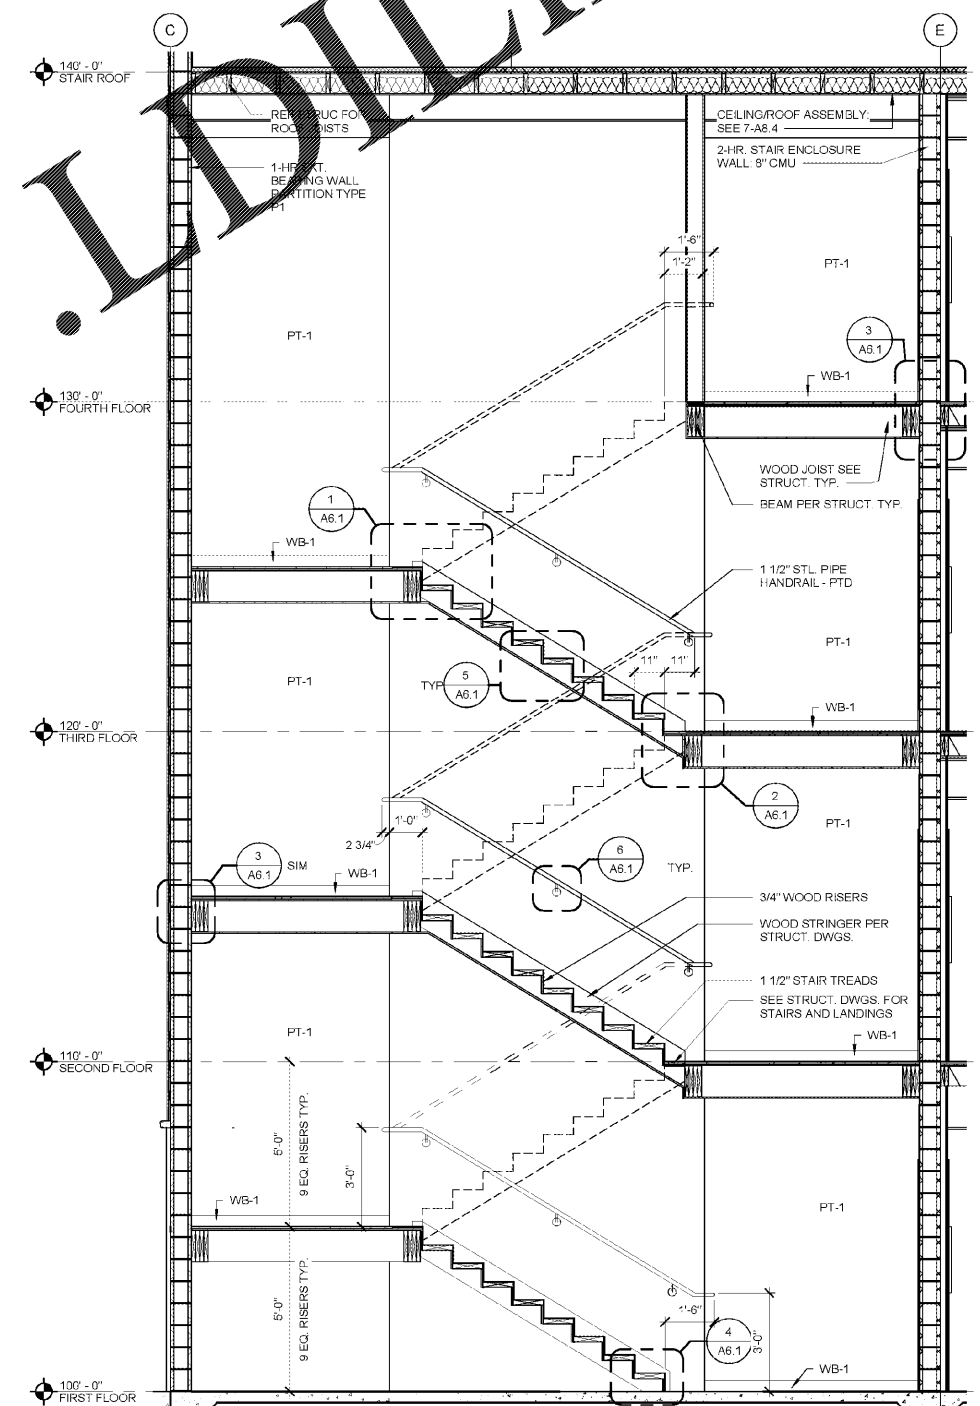 C
E
.LDILI
140' - 0"
STAIR ROOF
ROOF JOISTS
CEILING/ROOF ASSEMBLY:
SEE 7-A8.4
2-HR. STAIR ENCLOSURE
WALL: 8" CMU
1-HR EXT.
BEARING WALL
PARTITION TYPE
P1
1'-6"
1'-2"
PT-1
PT-1
3
A6.1
WB-1
130' - 0"
FOURTH FLOOR
WOOD JOIST SEE
STRUCT. TYP.
BEAM PER STRUCT. TYP.
1
A6.1
WB-1
1 1/2" STL. PIPE
HANDRAIL - PTD
PT-1
11"
11"
PT-1
TYP.
5
A6.1
WB-1
120' - 0"
THIRD FLOOR
2
A6.1
PT-1
1'-0"
2 3/4"
3
A6.1
SIM
WB-1
6
A6.1
TYP.
3/4" WOOD RISERS
WOOD STRINGER PER
STRUCT. DWGS.
1 1/2" STAIR TREADS
SEE STRUCT. DWGS. FOR
STAIRS AND LANDINGS
PT-1
WB-1
110' - 0"
SECOND FLOOR
5'-0"
9 EQ. RISERS TYP.
3'-0"
WB-1
PT-1
5'-0"
9 EQ. RISERS TYP.
1'-6"
4
A6.1
3'-0"
WB-1
100' - 0"
FIRST FLOOR